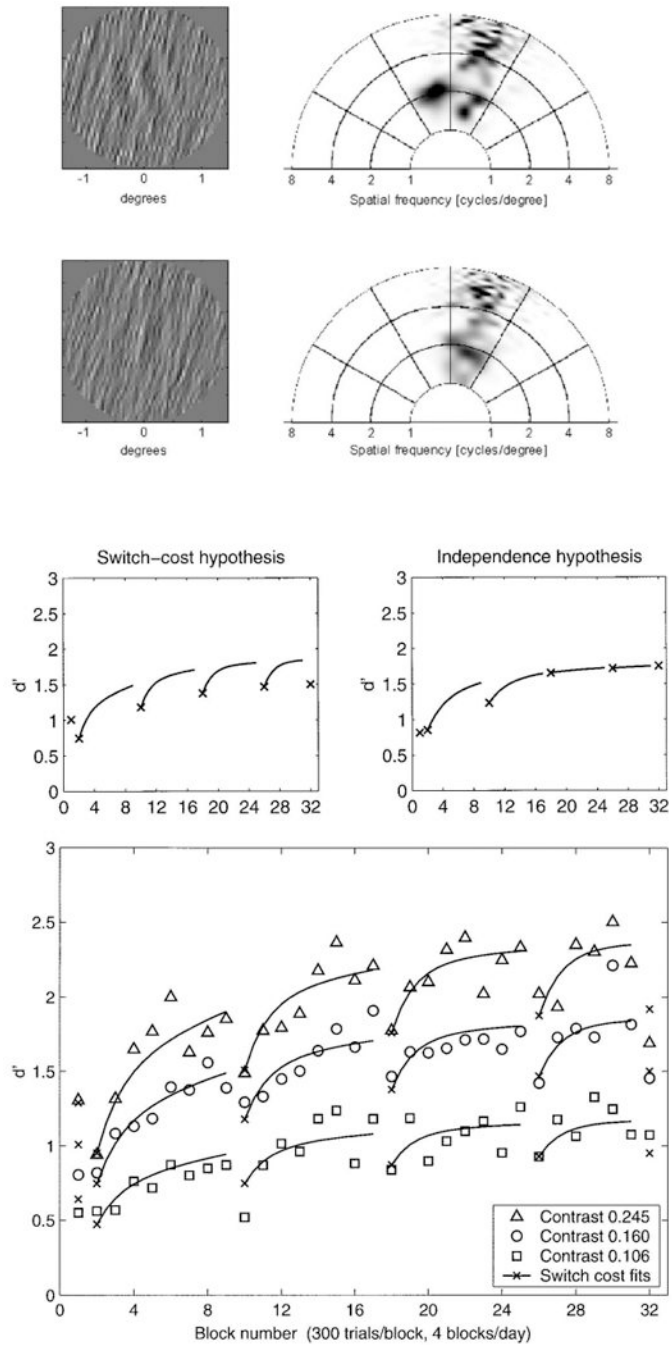 -1 0 1
degrees
8 4 2 1 1 2 4 8
Spatial frequency [cycles/degree]
-1 0 1
degrees
8 4 2 1 1 2 4 8
Spatial frequency [cycles/degree]
Switch-cost hypothesis
3
2.5
2
1.5
1
0.5
0
d'
0 4 8 12 16 20 24 28 32
Independence hypothesis
3
2.5
2
1.5
1
0.5
0
d'
0 4 8 12 16 20 24 28 32
3
2.5
2
1.5
1
0.5
0
d'
Contrast 0.245
Contrast 0.160
Contrast 0.106
Switch cost fits
0 4 8 12 16 20 24 28 32
Block number (300 trials/block, 4 blocks/day)